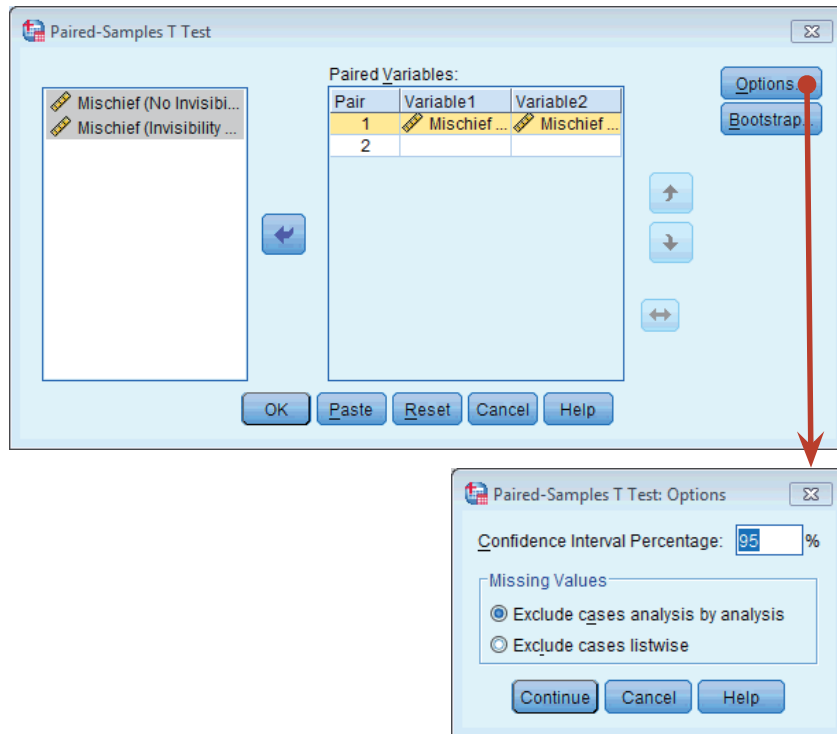 Paired-Samples T Test
Mischief (No Invisibi...
Mischief (Invisibility ...
Paired Variables:
Pair Variable1 Variable2
1 Mischief ... Mischief ...
2
Options...
Bootstrap...
OK Paste Reset Cancel Help
Paired-Samples T Test: Options
Confidence Interval Percentage: 95 %
Missing Values
Exclude cases analysis by analysis
Exclude cases listwise
Continue Cancel Help